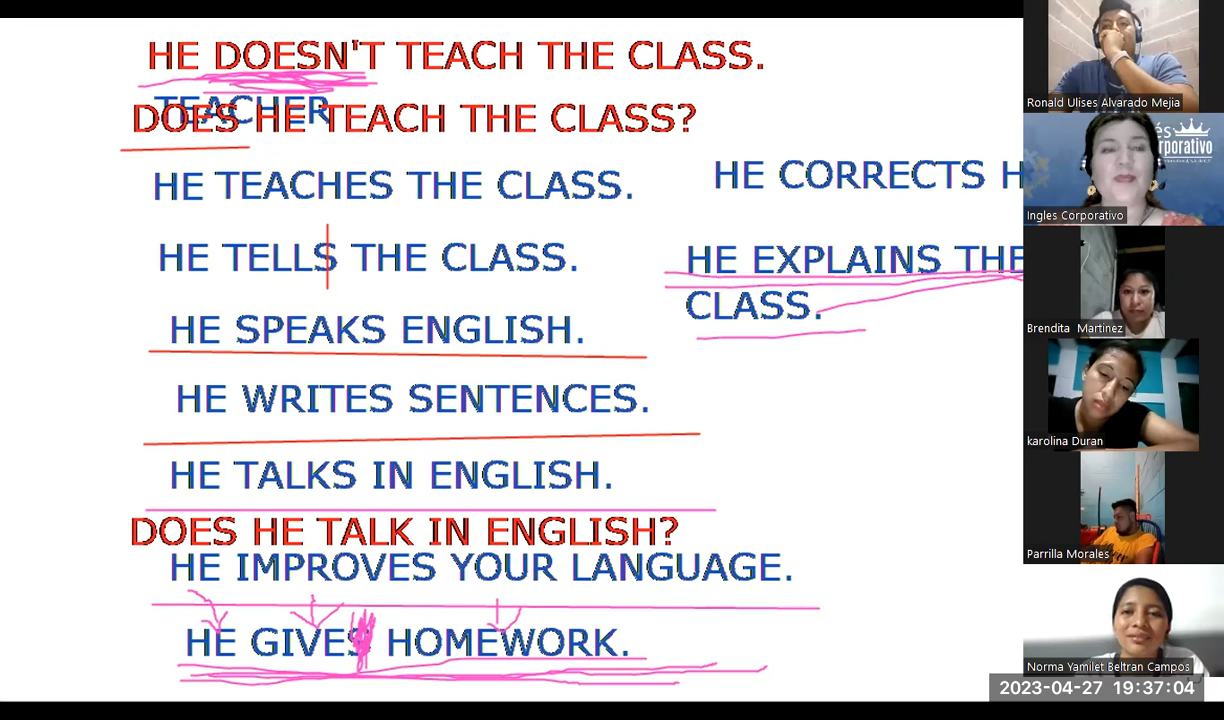 HE DOESN'T TEACH THE CLASS.
TEACHER
DOES HE TEACH THE CLASS?
HE TEACHES THE CLASS.
HE TELLS THE CLASS.
HE SPEAKS ENGLISH.
HE WRITES SENTENCES.
HE TALKS IN ENGLISH.
DOES HE TALK IN ENGLISH?
HE IMPROVES YOUR LANGUAGE.
HE GIVES HOMEWORK.
HE CORRECTS H
HE EXPLAINS THE
CLASS.
Ronald Ulises Alvarado Mejia
Ingles Corporativo
Brendita Martinez
karolina Duran
Parrilla Morales
Norma Yamilet Beltran Campos
2023-04-27 19:37:04